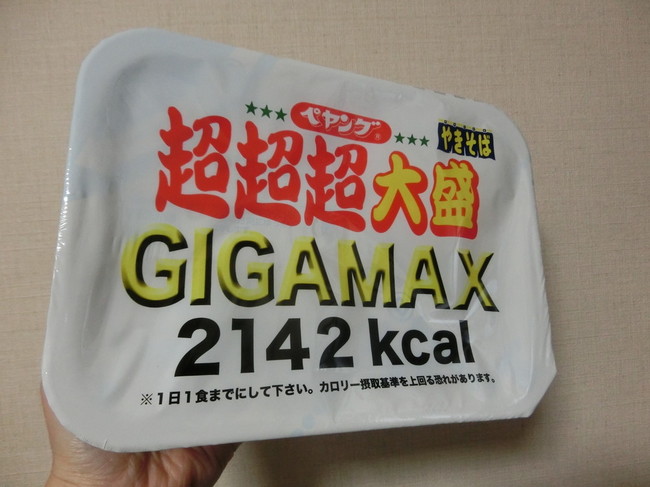 ペヤング
やきそば
超超超大盛
GIGAMAX
2142 kcal
※1日1食までにして下さい。カロリー摂取基準を上回る恐れがあります。